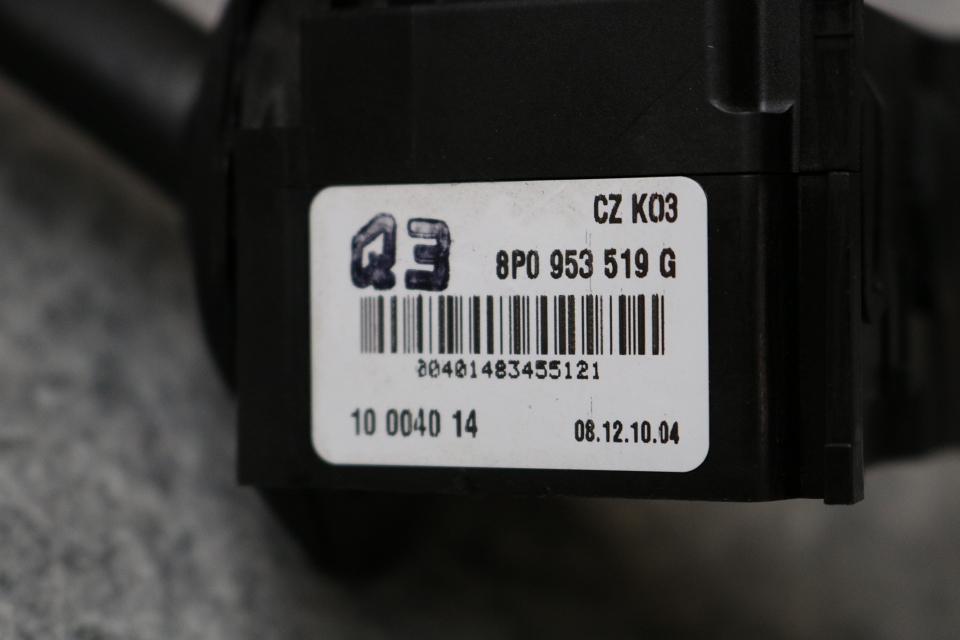 CZ K03
Q3
8P0 953 519 G
00401483455121
10 0040 14
08.12.10.04